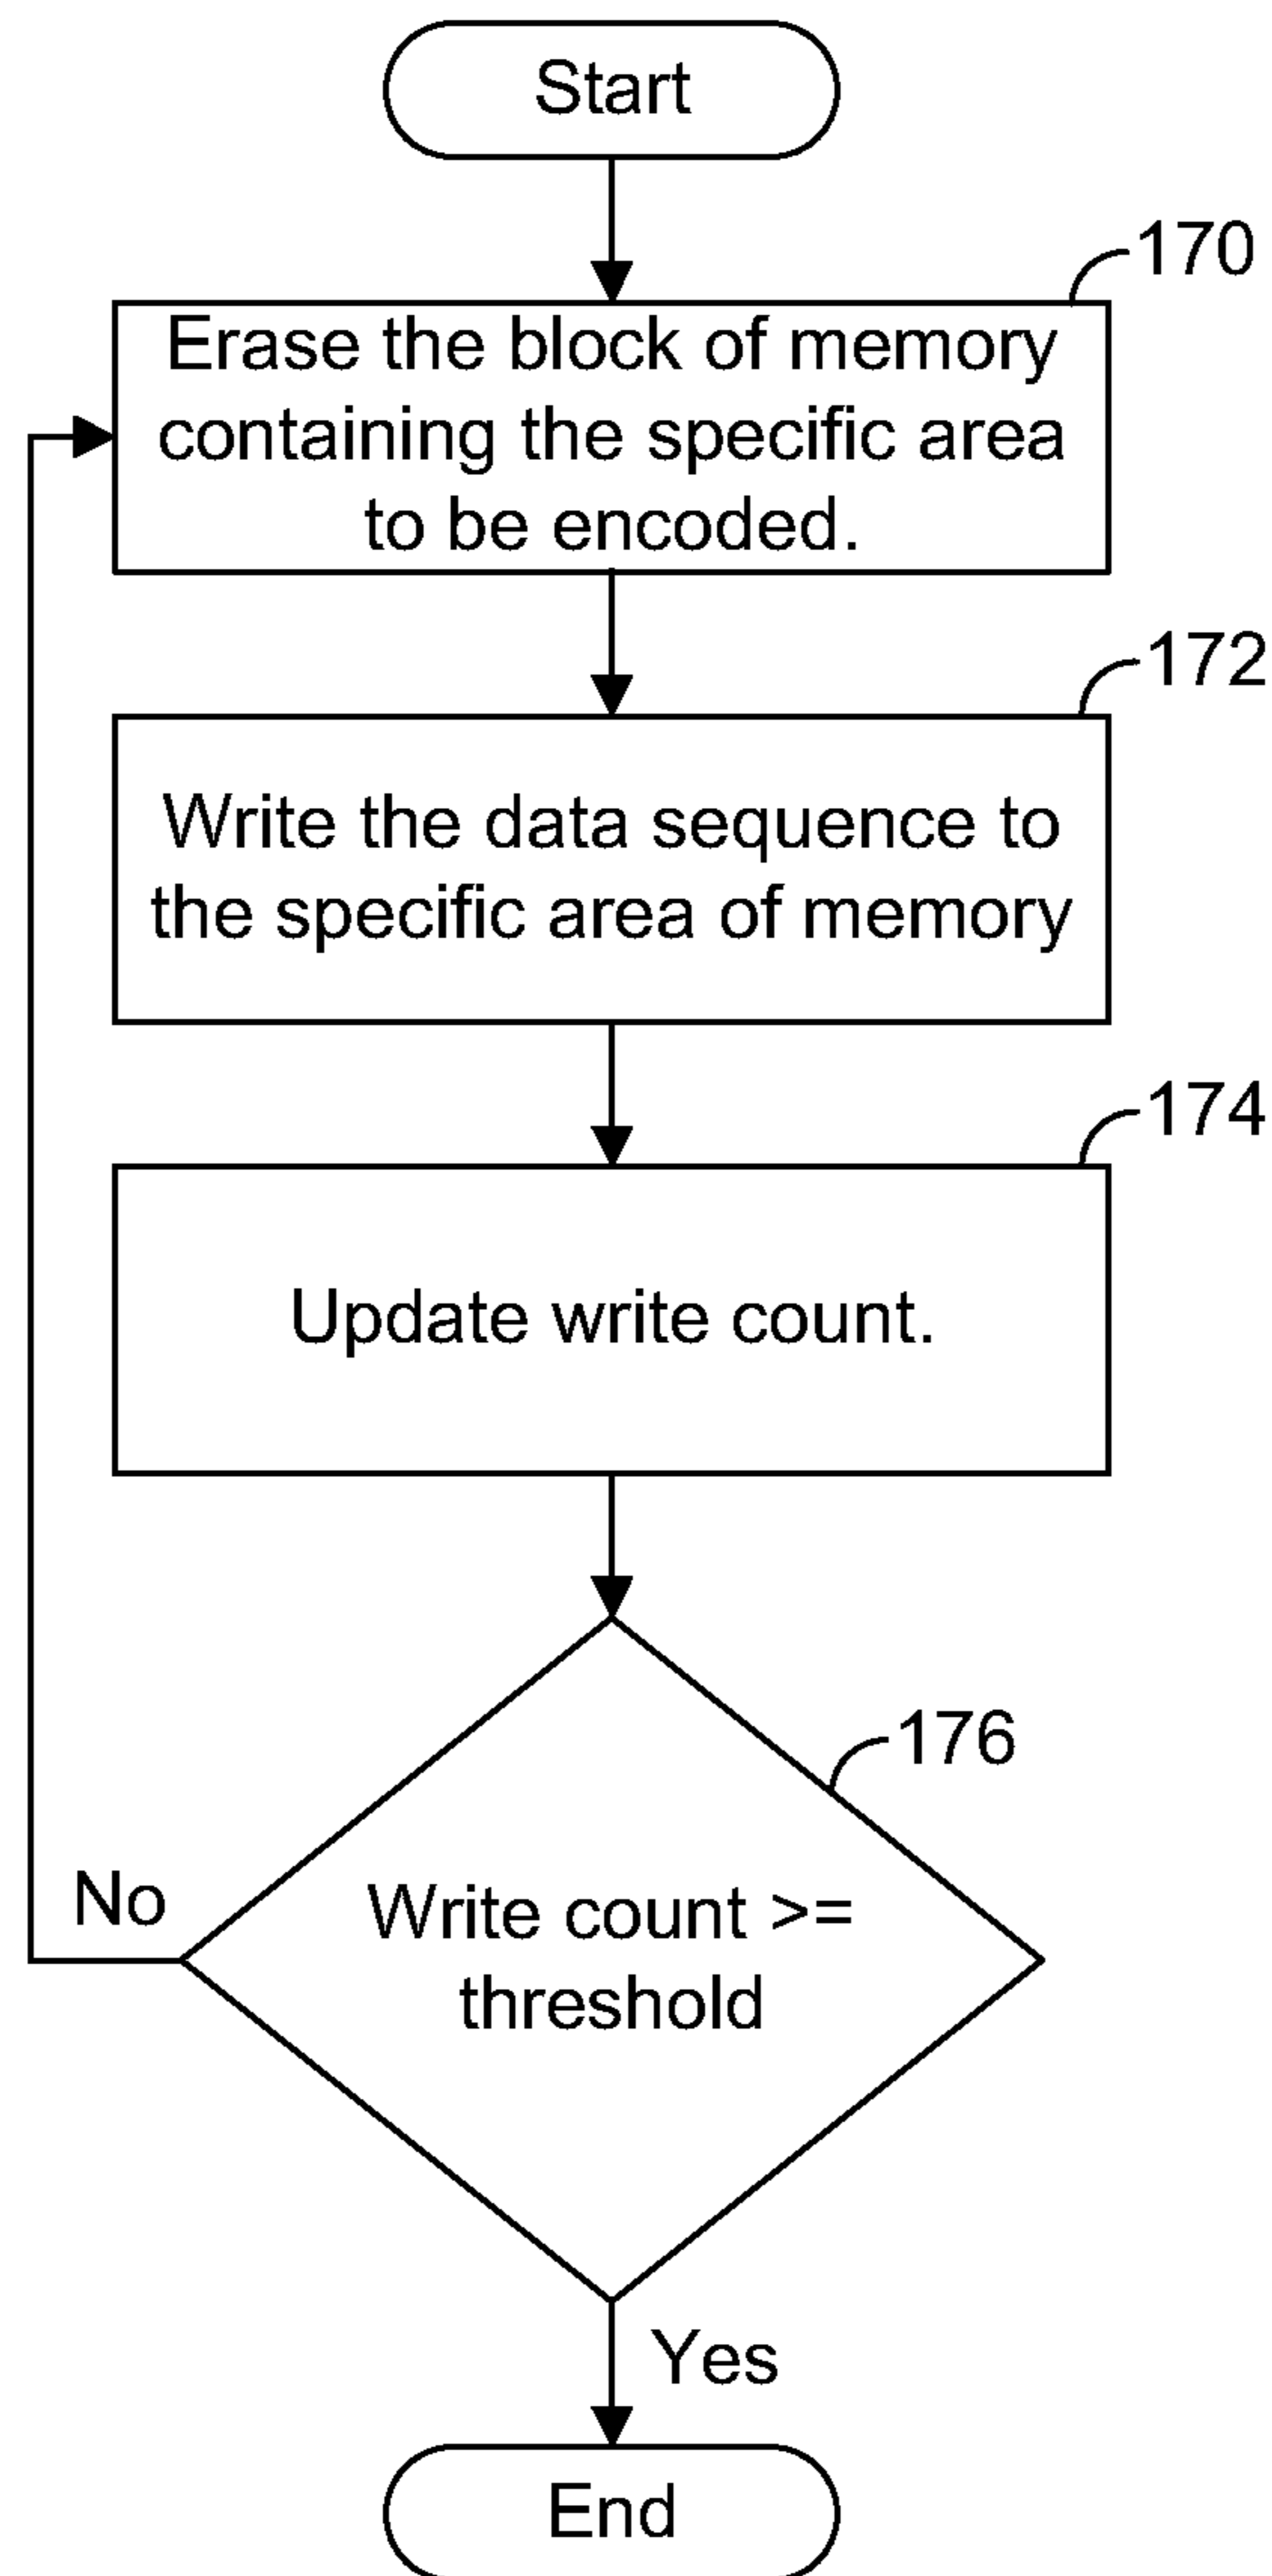 Start
170
Erase the block of memory
containing the specific area
to be encoded.
172
Write the data sequence to
the specific area of memory
174
Update write count.
176
No
Write count >=
threshold
Yes
End